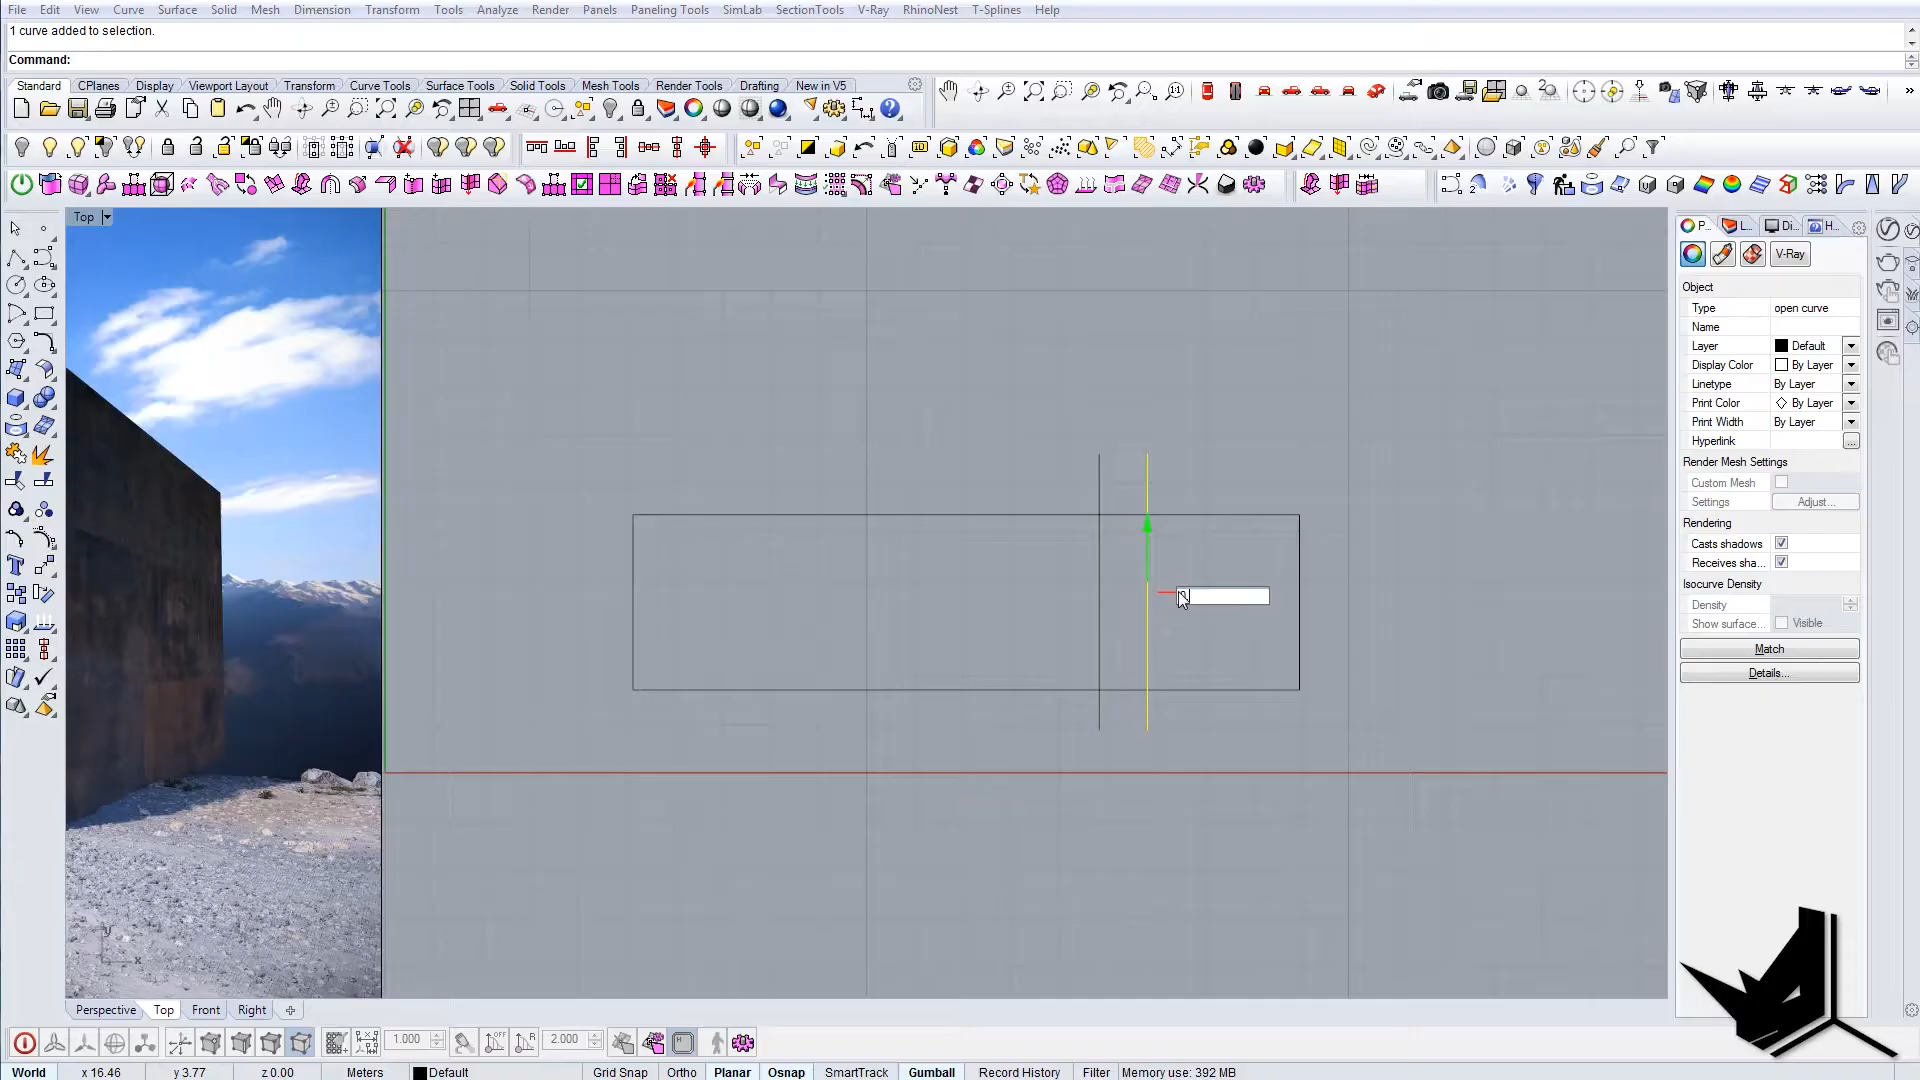 File Edit View Curve Surface Solid Mesh Dimension Transform Tools Analyze Render Panels Paneling Tools SimLab SectionTools V-Ray RhinoNest T-Splines Help
1 curve added to selection.
Command:
Standard CPlanes Display Viewport Layout Transform Curve Tools Surface Tools Solid Tools Mesh Tools Render Tools Drafting New in V5
Top
P... L... Di... H...
V-Ray
Object
Type open curve
Name
Layer Default
Display Color By Layer
Linetype By Layer
Print Color By Layer
Print Width By Layer
Hyperlink ...
Render Mesh Settings
Custom Mesh
Settings Adjust...
Rendering
Casts shadows
Receives sha...
Isocurve Density
Density
Show surface... Visible
Match
Details...
y
x
Perspective Top Front Right
1.000 OFF R 2.000 H
World x 16.46 y 3.77 z 0.00 Meters Default Grid Snap Ortho Planar Osnap SmartTrack Gumball Record History Filter Memory use: 392 MB